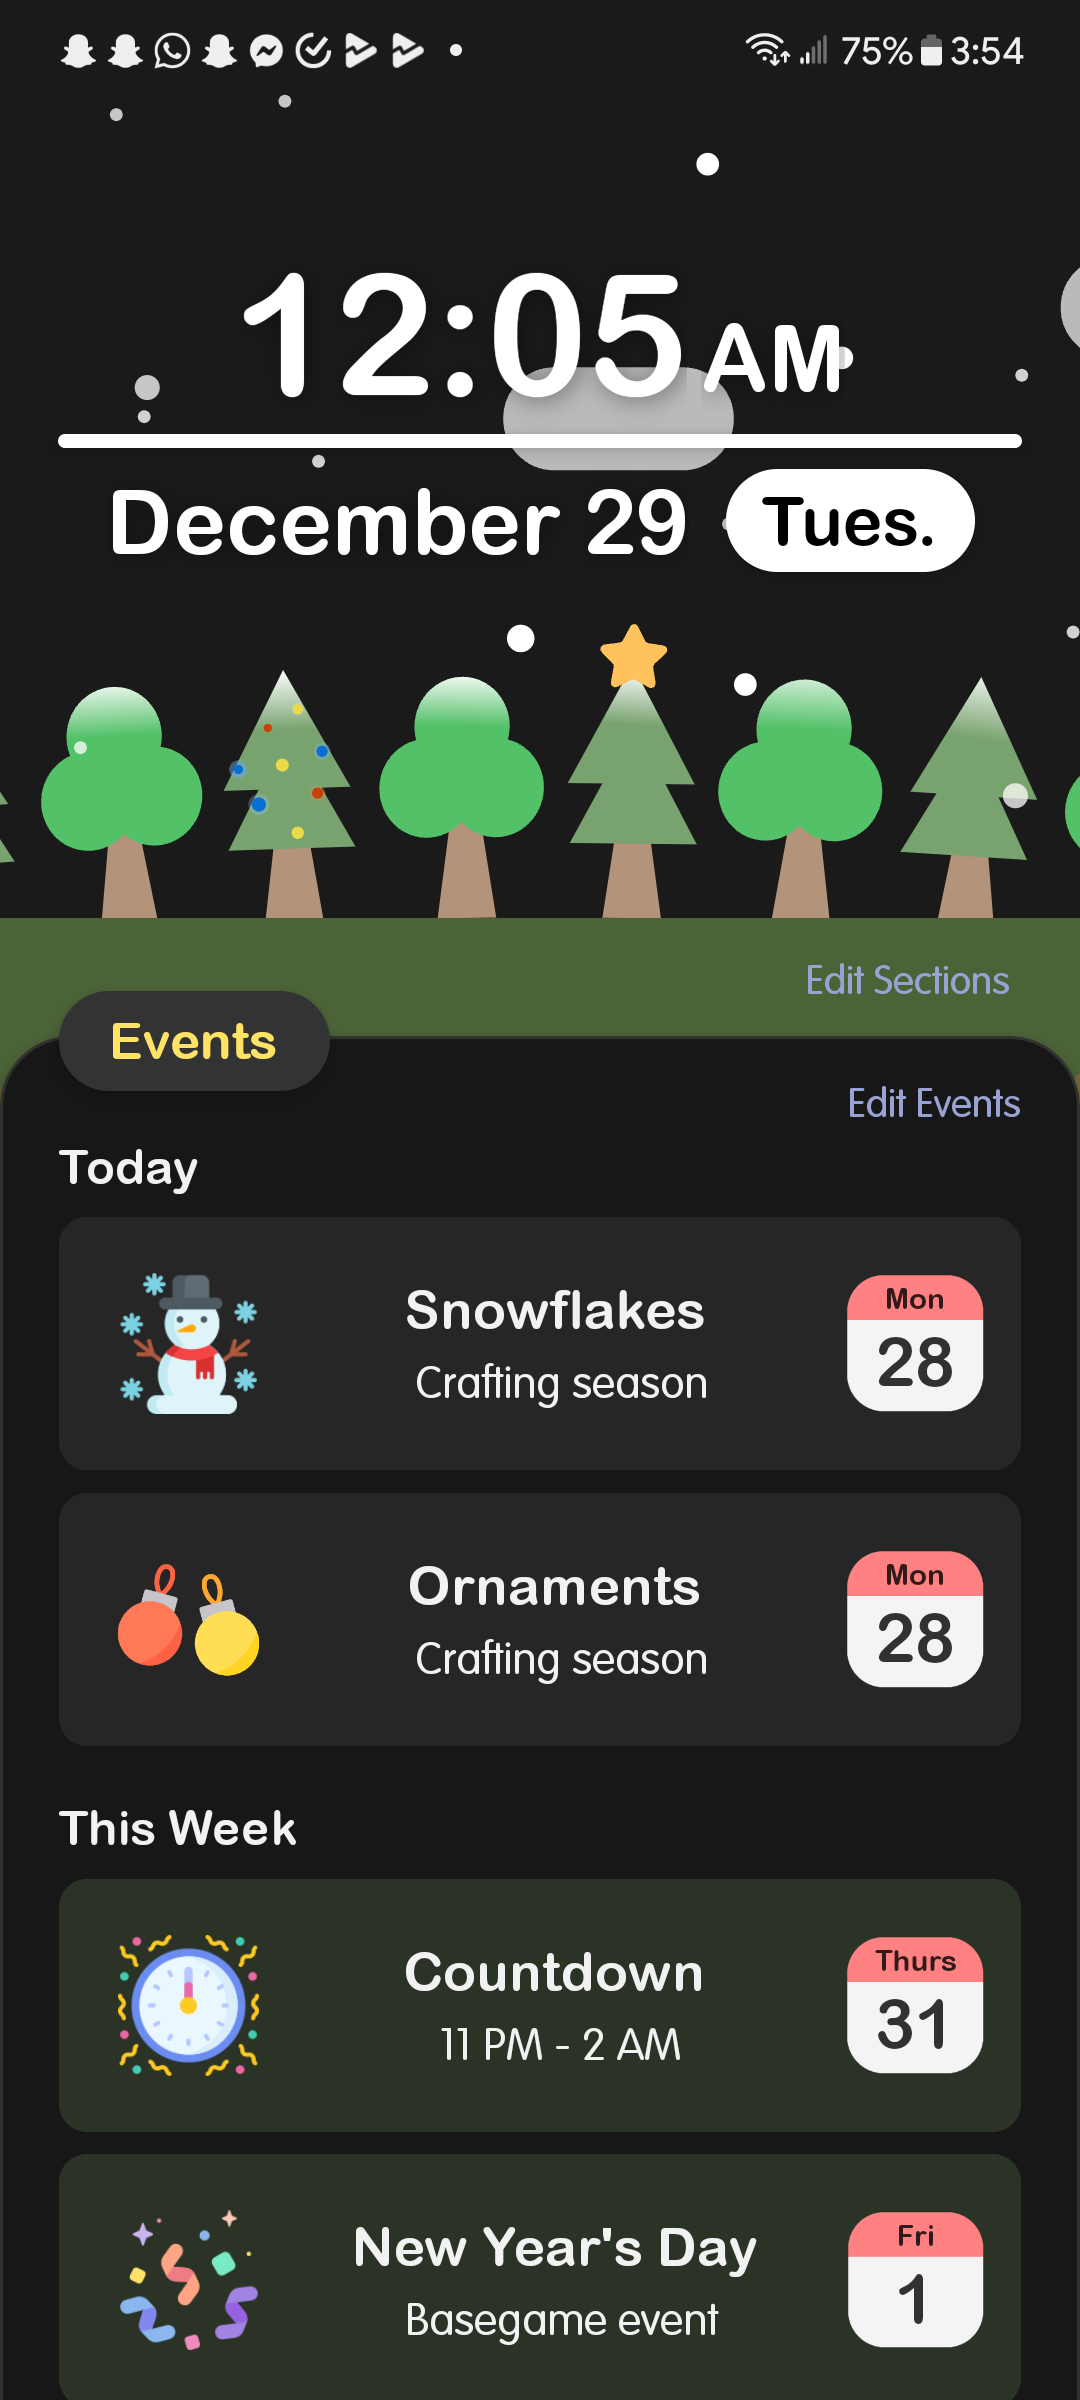 75% 3:54
12:05 AM
December 29 Tues.
Edit Sections
Events
Edit Events
Today
Snowflakes
Crafting season
Mon
28
Ornaments
Crafting season
Mon
28
This Week
Countdown
11 PM - 2 AM
Thurs
31
New Year's Day
Basegame event
Fri
1